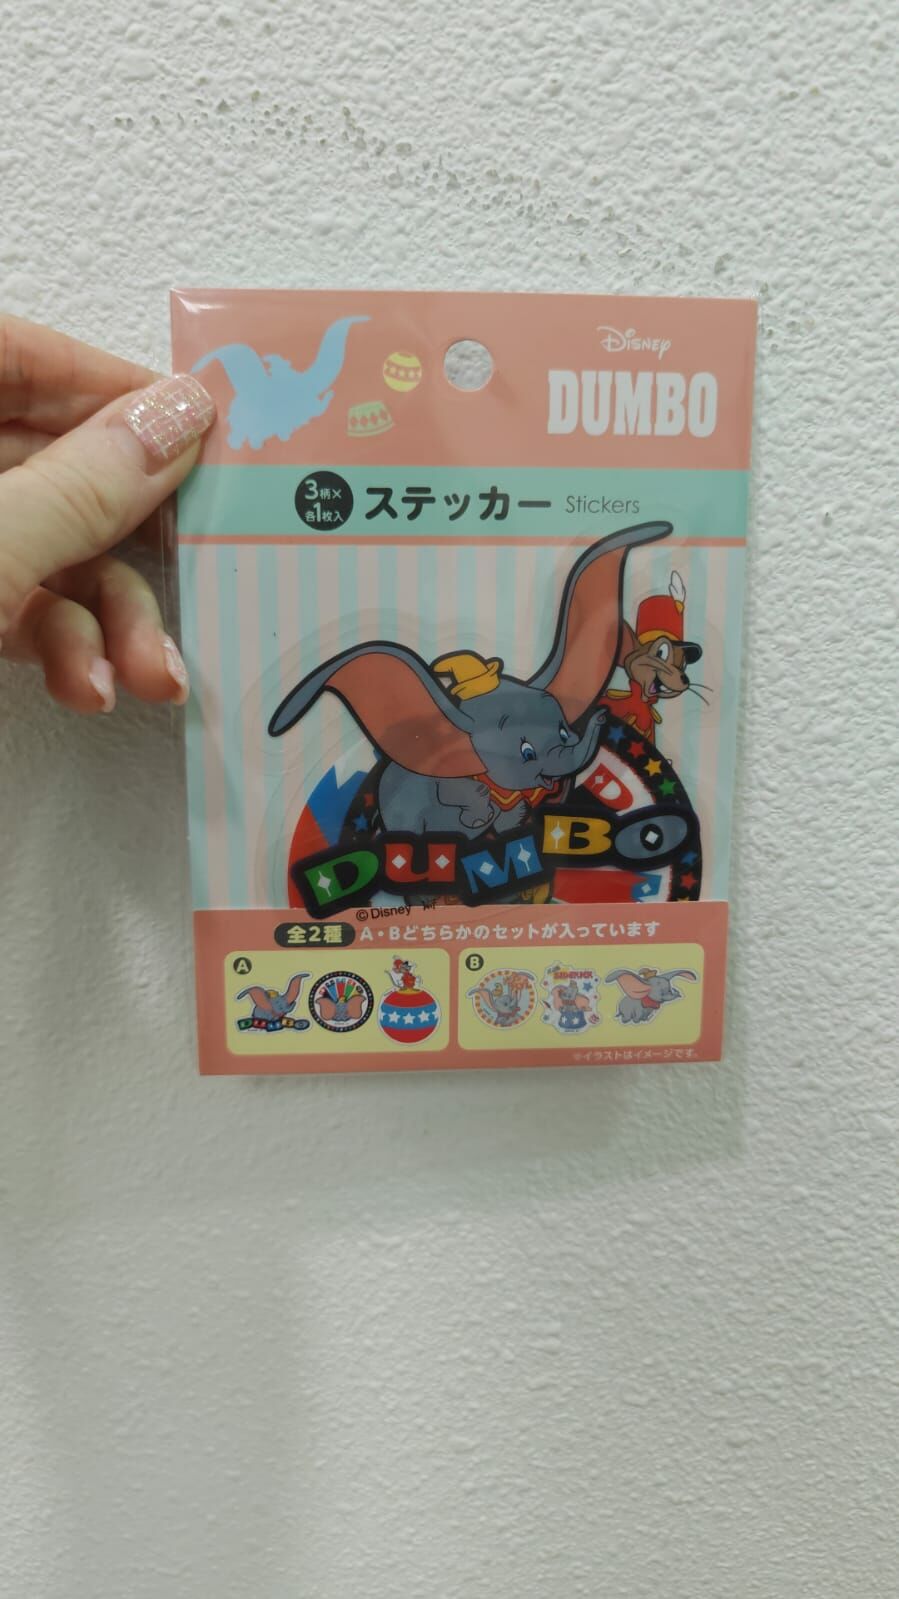 Disney
DUMBO
3柄×
各1枚入
ステッカー Stickers
D
DUMBO
©Disney
全2種 A・Bどちらかのセットが入っています
A
B
DUMBO
SIDEKICK
※イラストはイメージです。